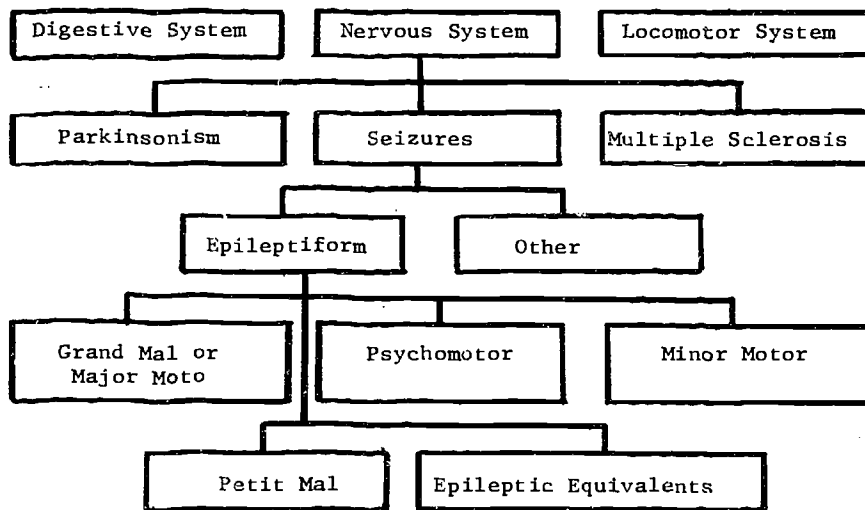 Digestive System
Nervous System
Locomotor System
Parkinsonism
Seizures
Multiple Sclerosis
Epileptiform
Other
Grand Mal or
Major Moto
Psychomotor
Minor Motor
Petit Mal
Epileptic Equivalents